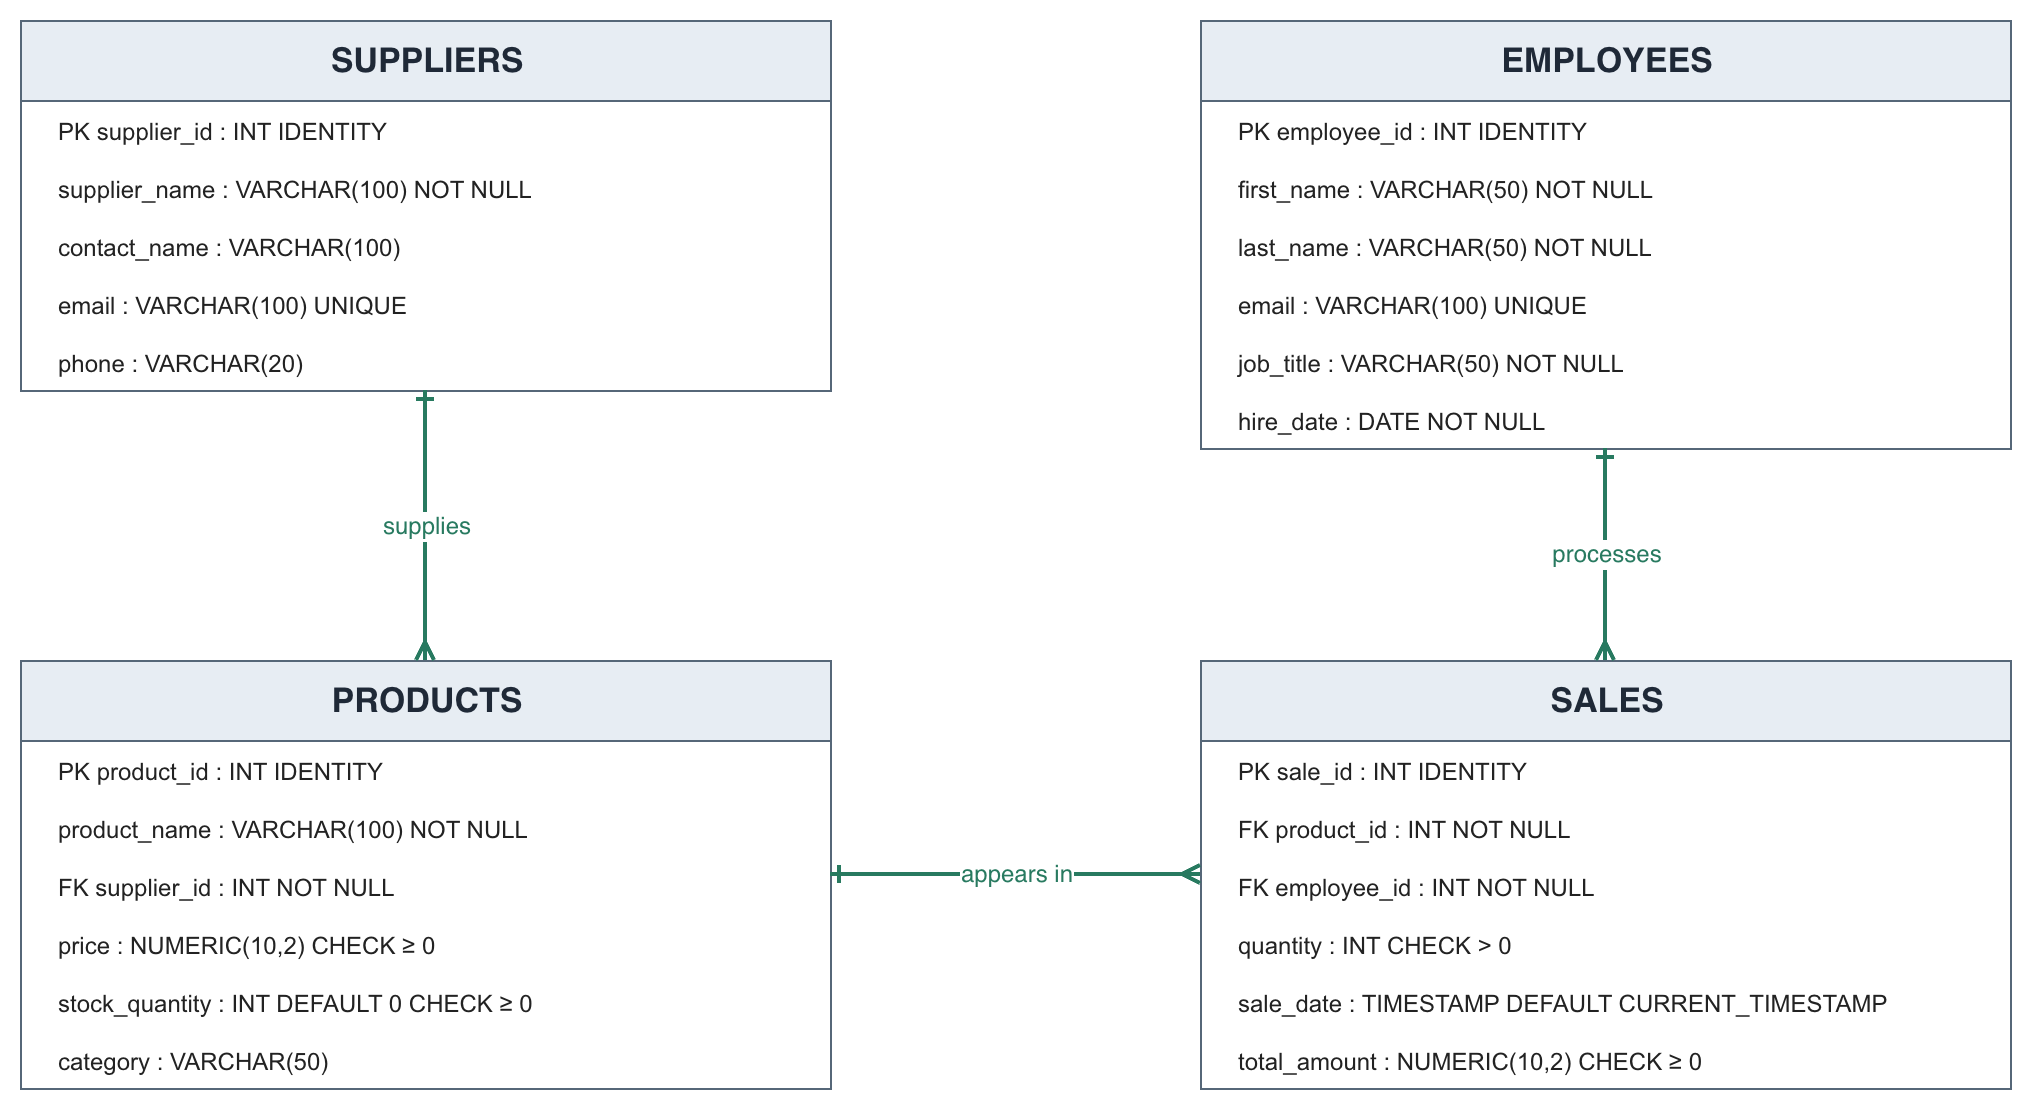 SUPPLIERS
PK supplier_id : INT IDENTITY
supplier_name : VARCHAR(100) NOT NULL
contact_name : VARCHAR(100)
email : VARCHAR(100) UNIQUE
phone : VARCHAR(20)
EMPLOYEES
PK employee_id : INT IDENTITY
first_name : VARCHAR(50) NOT NULL
last_name : VARCHAR(50) NOT NULL
email : VARCHAR(100) UNIQUE
job_title : VARCHAR(50) NOT NULL
hire_date : DATE NOT NULL
supplies
processes
PRODUCTS
PK product_id : INT IDENTITY
product_name : VARCHAR(100) NOT NULL
FK supplier_id : INT NOT NULL
price : NUMERIC(10,2) CHECK ≥ 0
stock_quantity : INT DEFAULT 0 CHECK ≥ 0
category : VARCHAR(50)
appears in
SALES
PK sale_id : INT IDENTITY
FK product_id : INT NOT NULL
FK employee_id : INT NOT NULL
quantity : INT CHECK > 0
sale_date : TIMESTAMP DEFAULT CURRENT_TIMESTAMP
total_amount : NUMERIC(10,2) CHECK ≥ 0